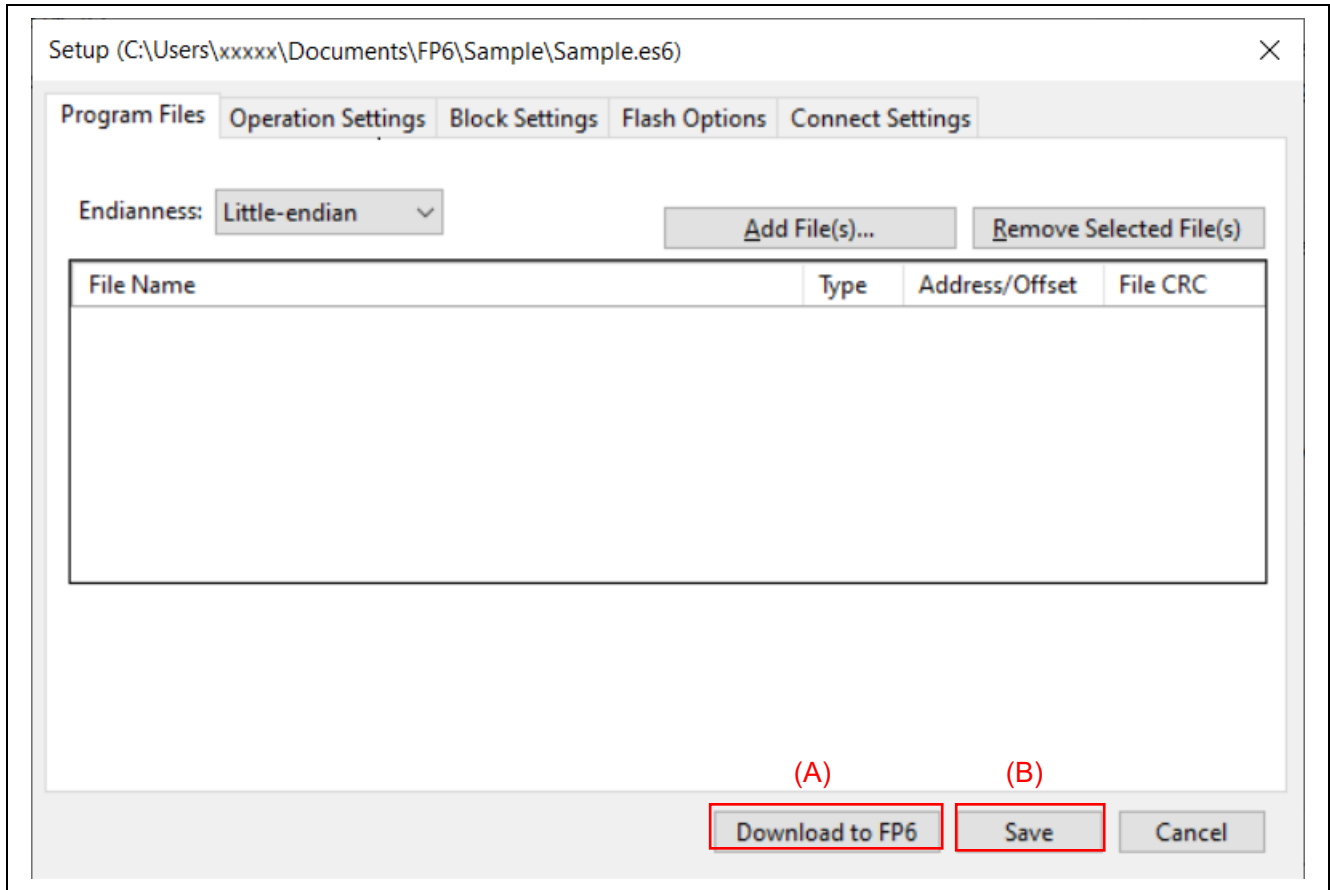 Setup (C:\Users\xxxxx\Documents\FP6\Sample\Sample.es6)
Program Files Operation Settings Block Settings Flash Options Connect Settings
Endianness: Little-endian
Add File(s)... Remove Selected File(s)
File Name Type Address/Offset File CRC
(A) (B)
Download to FP6 Save Cancel